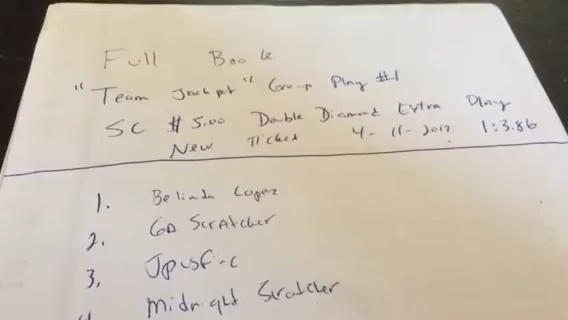 Full Book
"Team Jackpot" Group Play #1
SC $5.00 Double Diamond Extra Play
New Ticket 4-11-2017 1:3.86
1. Belinda Lopez
2. GA Scratcher
3.
4 Midnight Scratcher